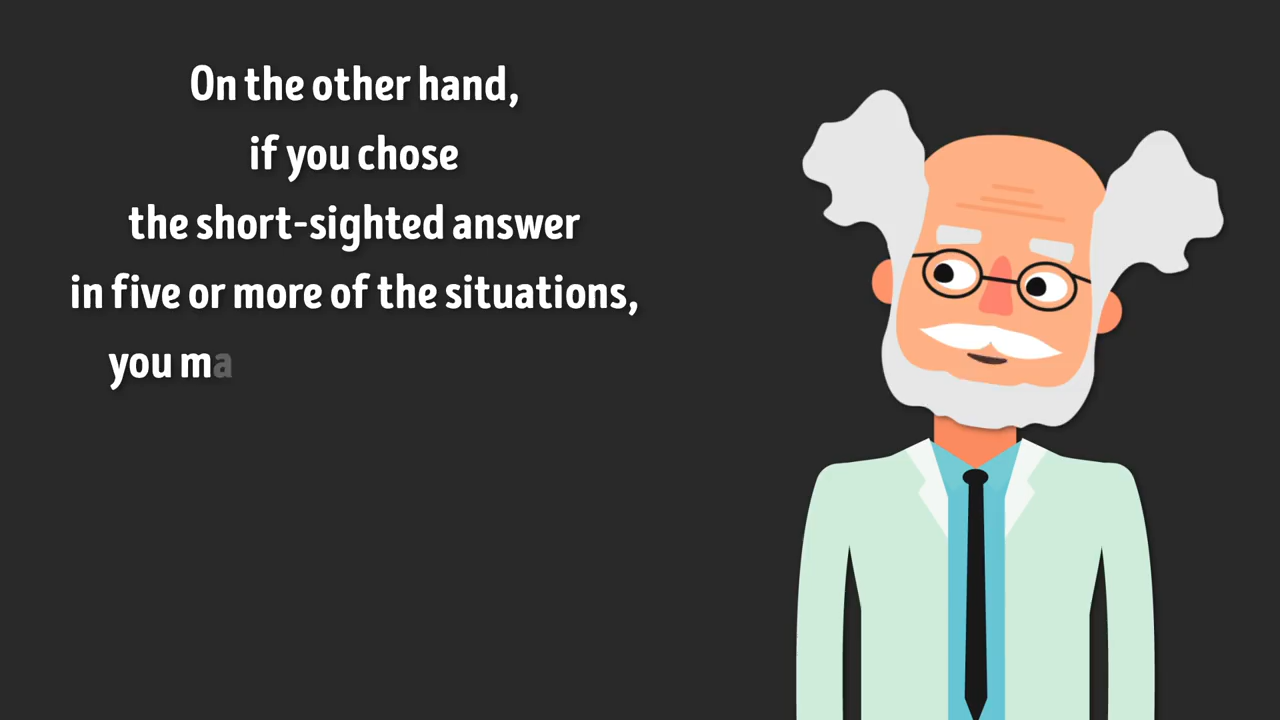 On the other hand,
if you chose
the short-sighted answer
in five or more of the situations,
you ma